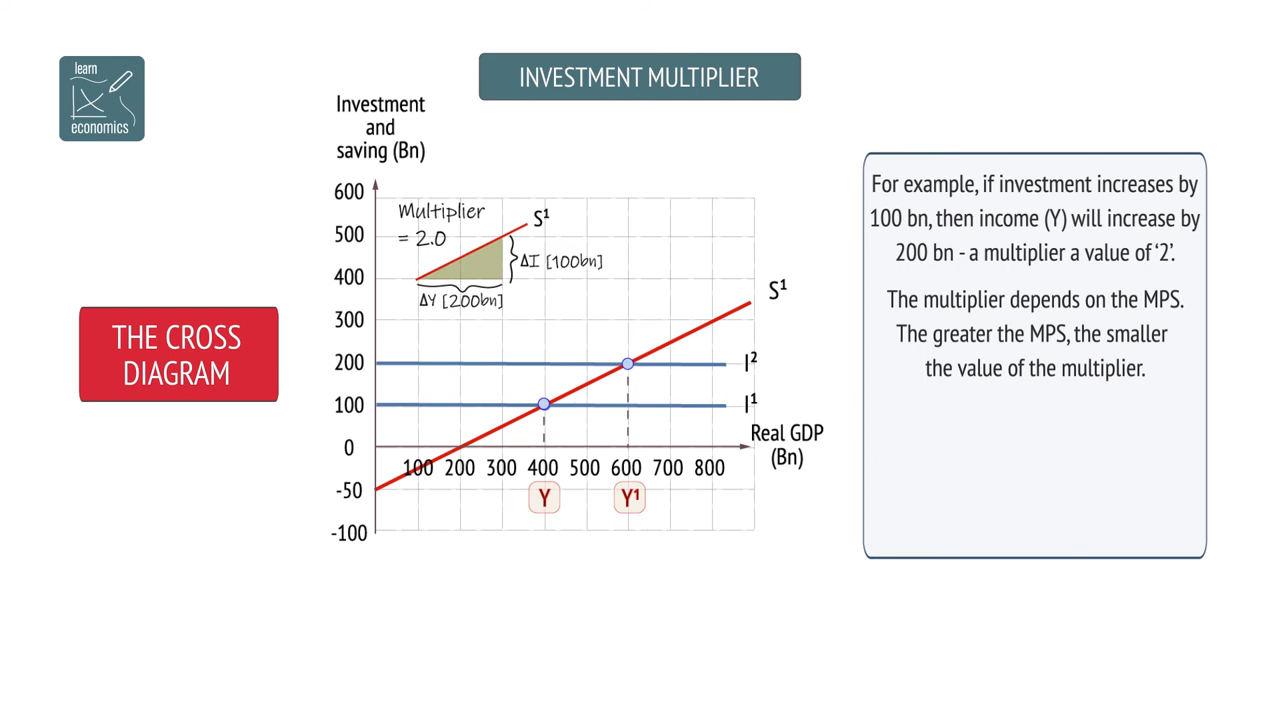 learn
economics
INVESTMENT MULTIPLIER
Investment
and
saving (Bn)
600
500
400
300
200
100
0
-50
-100
Multiplier
= 2.0
S¹
ΔI [100bn]
ΔY [200bn]
S¹
I²
I¹
Real GDP
(Bn)
100 200 300 400 500 600 700 800
Y
Y¹
THE CROSS
DIAGRAM
For example, if investment increases by
100 bn, then income (Y) will increase by
200 bn - a multiplier a value of ‘2’.
The multiplier depends on the MPS.
The greater the MPS, the smaller
the value of the multiplier.